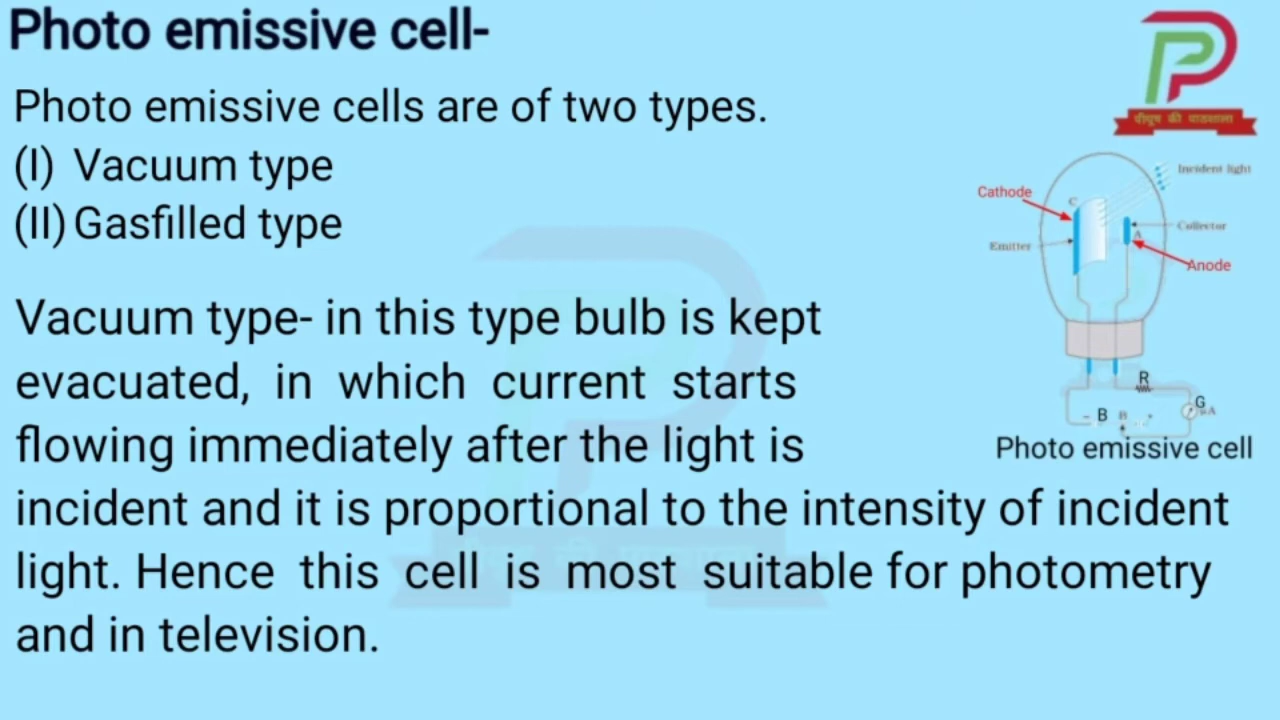 Photo emissive cell-
Photo emissive cells are of two types.
(I) Vacuum type
(II) Gasfilled type
Vacuum type- in this type bulb is kept
evacuated, in which current starts
flowing immediately after the light is
incident and it is proportional to the intensity of incident
light. Hence this cell is most suitable for photometry
and in television.
पीयूष की पाठशाला
Incident light
Cathode
C
Collector
A
Emitter
Anode
R
G
μA
- B B +
Photo emissive cell